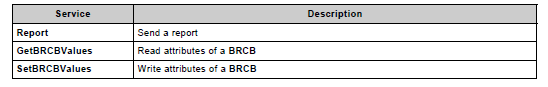 Service Description
Report Send a report
GetBRCBValues Read attributes of a BRCB
SetBRCBValues Write attributes of a BRCB